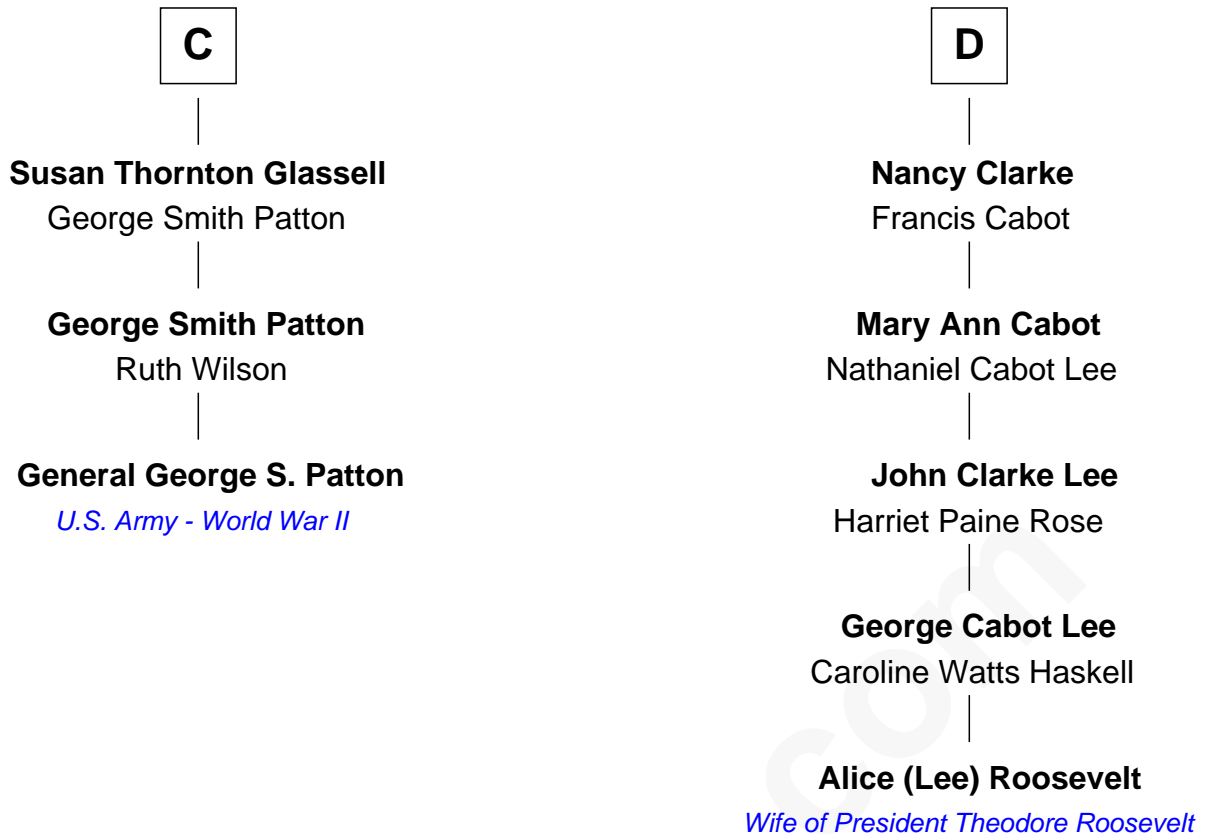 C
Susan Thornton Glassell
George Smith Patton
George Smith Patton
Ruth Wilson
General George S. Patton
U.S. Army - World War II
D
Nancy Clarke
Francis Cabot
Mary Ann Cabot
Nathaniel Cabot Lee
John Clarke Lee
Harriet Paine Rose
George Cabot Lee
Caroline Watts Haskell
Alice (Lee) Roosevelt
Wife of President Theodore Roosevelt
com